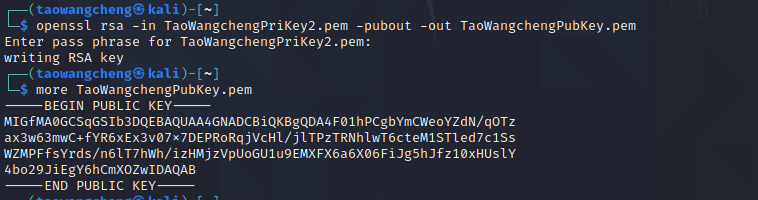 ┌──(taowangcheng㉿kali)-[~]
└─$ openssl rsa -in TaoWangchengPriKey2.pem -pubout -out TaoWangchengPubKey.pem
Enter pass phrase for TaoWangchengPriKey2.pem:
writing RSA key
┌──(taowangcheng㉿kali)-[~]
└─$ more TaoWangchengPubKey.pem
-----BEGIN PUBLIC KEY-----
MIGfMA0GCSqGSIb3DQEBAQUAA4GNADCBiQKBgQDA4F01hPCgbYmCWeoYZdN/qOTz
ax3w63mwC+fYR6xEx3v07×7DEPRoRqjVcHl/jlTPzTRNhlwT6cteM1STled7c1Ss
WZMPFfsYrds/n6lT7hWh/izHMjzVpUoGU1u9EMXFX6a6X06FiJg5hJfz10xHUslY
4bo29JiEgY6hCmXOZwIDAQAB
-----END PUBLIC KEY-----